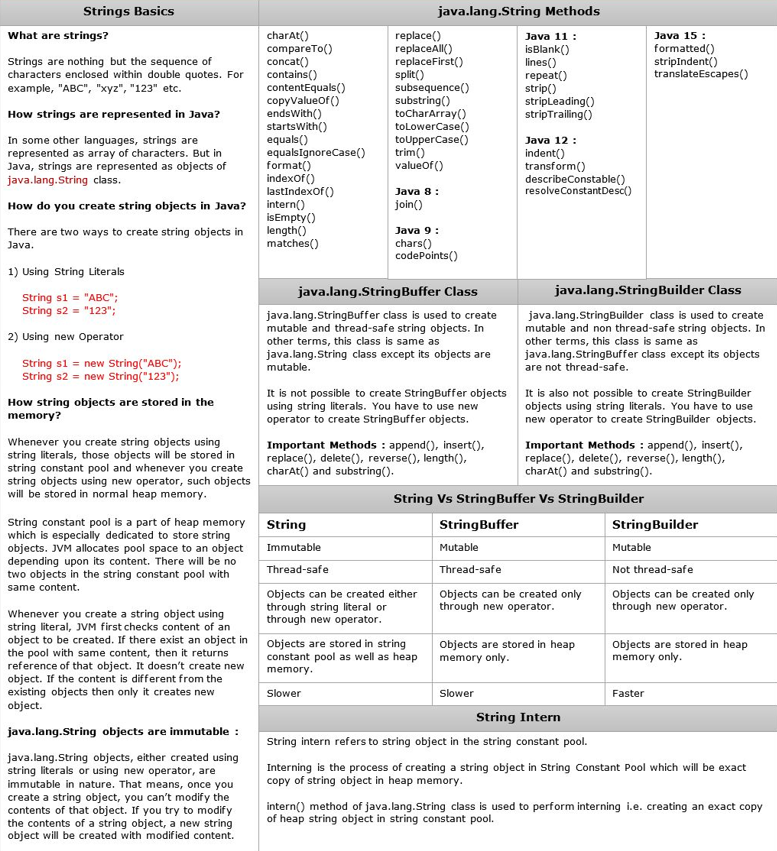 Strings Basics
What are strings?
Strings are nothing but the sequence of
characters enclosed within double quotes. For
example, "ABC", "xyz", "123" etc.
How strings are represented in Java?
In some other languages, strings are
represented as array of characters. But in
Java, strings are represented as objects of
java.lang.String class.
How do you create string objects in Java?
There are two ways to create string objects in
Java.
1) Using String Literals
String s1 = "ABC";
String s2 = "123";
2) Using new Operator
String s1 = new String("ABC");
String s2 = new String("123");
How string objects are stored in the
memory?
Whenever you create string objects using
string literals, those objects will be stored in
string constant pool and whenever you create
string objects using new operator, such objects
will be stored in normal heap memory.
String constant pool is a part of heap memory
which is especially dedicated to store string
objects. JVM allocates pool space to an object
depending upon its content. There will be no
two objects in the string constant pool with
same content.
Whenever you create a string object using
string literal, JVM first checks content of an
object to be created. If there exist an object in
the pool with same content, then it returns
reference of that object. It doesn't create new
object. If the content is different from the
existing objects then only it creates new
object.
java.lang.String objects are immutable :
java.lang.String objects, either created using
string literals or using new operator, are
immutable in nature. That means, once you
create a string object, you can't modify the
contents of that object. If you try to modify
the contents of a string object, a new string
object will be created with modified content.
java.lang.String Methods
charAt()
compareTo()
concat()
contains()
contentEquals()
copyValueOf()
endsWith()
startsWith()
equals()
equalsIgnoreCase()
format()
indexOf()
lastIndexOf()
intern()
isEmpty()
length()
matches()
replace()
replaceAll()
replaceFirst()
split()
subsequence()
substring()
toCharArray()
toLowerCase()
toUpperCase()
trim()
valueOf()
Java 8 :
join()
Java 9 :
chars()
codePoints()
Java 11 :
isBlank()
lines()
repeat()
strip()
stripLeading()
stripTrailing()
Java 12 :
indent()
transform()
describeConstable()
resolveConstantDesc()
Java 15 :
formatted()
stripIndent()
translateEscapes()
java.lang.StringBuffer Class
java.lang.StringBuffer class is used to create
mutable and thread-safe string objects. In
other terms, this class is same as
java.lang.String class except its objects are
mutable.
It is not possible to create StringBuffer objects
using string literals. You have to use new
operator to create StringBuffer objects.
Important Methods : append(), insert(),
replace(), delete(), reverse(), length(),
charAt() and substring().
java.lang.StringBuilder Class
java.lang.StringBuilder class is used to create
mutable and non thread-safe string objects. In
other terms, this class is same as
java.lang.StringBuffer class except its objects
are not thread-safe.
It is also not possible to create StringBuilder
objects using string literals. You have to use
new operator to create StringBuilder objects.
Important Methods : append(), insert(),
replace(), delete(), reverse(), length(),
charAt() and substring().
String Vs StringBuffer Vs StringBuilder
String StringBuffer StringBuilder
Immutable Mutable Mutable
Thread-safe Thread-safe Not thread-safe
Objects can be created either
through string literal or
through new operator.
Objects can be created only
through new operator.
Objects can be created only
through new operator.
Objects are stored in string
constant pool as well as heap
memory.
Objects are stored in heap
memory only.
Objects are stored in heap
memory only.
Slower Slower Faster
String Intern
String intern refers to string object in the string constant pool.
Interning is the process of creating a string object in String Constant Pool which will be exact
copy of string object in heap memory.
intern() method of java.lang.String class is used to perform interning i.e. creating an exact copy
of heap string object in string constant pool.